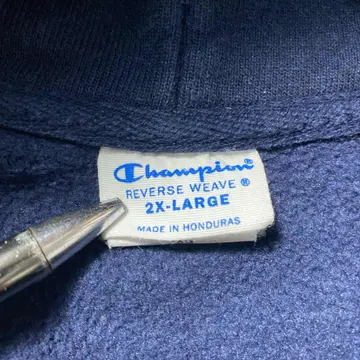 Champion®
REVERSE WEAVE®
2X-LARGE
MADE IN HONDURAS